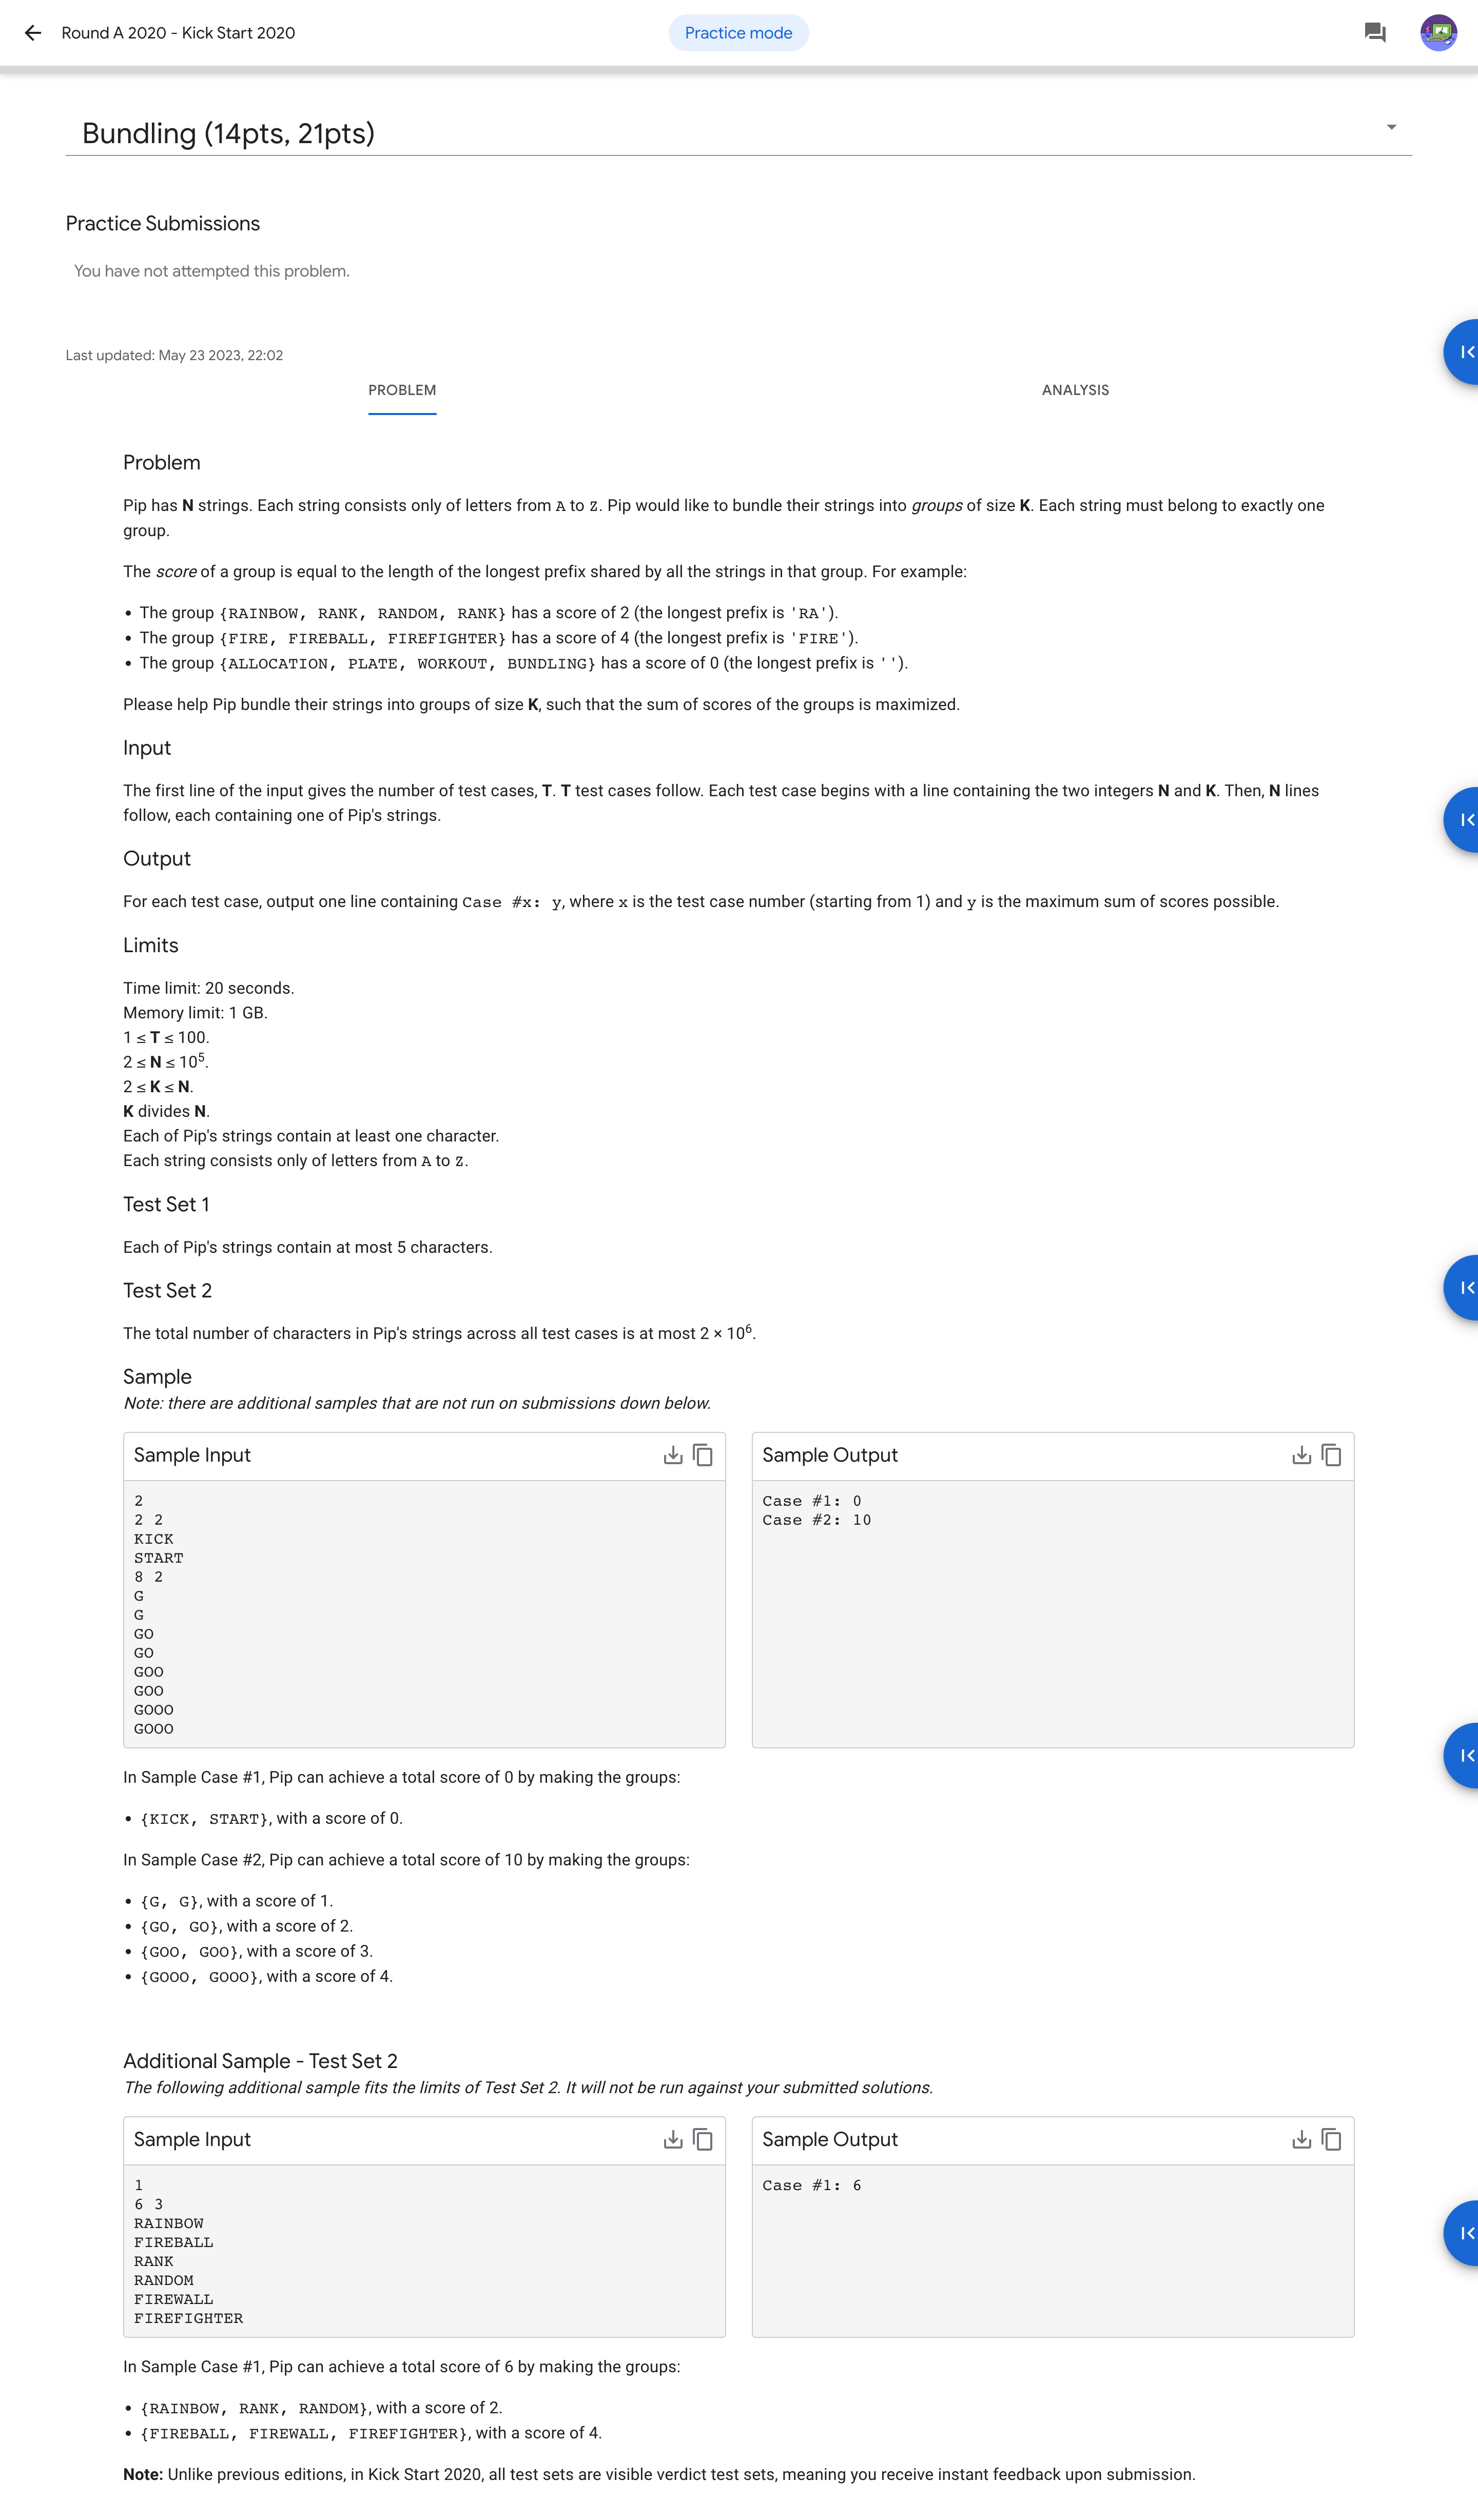 Round A 2020 - Kick Start 2020
Practice mode
Bundling (14pts, 21pts)
Practice Submissions
You have not attempted this problem.
Last updated: May 23 2023, 22:02
PROBLEM
ANALYSIS
Problem
Pip has N strings. Each string consists only of letters from A to Z. Pip would like to bundle their strings into groups of size K. Each string must belong to exactly one
group.
The score of a group is equal to the length of the longest prefix shared by all the strings in that group. For example:
• The group {RAINBOW, RANK, RANDOM, RANK} has a score of 2 (the longest prefix is 'RA').
• The group {FIRE, FIREBALL, FIREFIGHTER} has a score of 4 (the longest prefix is 'FIRE').
• The group {ALLOCATION, PLATE, WORKOUT, BUNDLING} has a score of 0 (the longest prefix is '').
Please help Pip bundle their strings into groups of size K, such that the sum of scores of the groups is maximized.
Input
The first line of the input gives the number of test cases, T. T test cases follow. Each test case begins with a line containing the two integers N and K. Then, N lines
follow, each containing one of Pip's strings.
Output
For each test case, output one line containing Case #x: y, where x is the test case number (starting from 1) and y is the maximum sum of scores possible.
Limits
Time limit: 20 seconds.
Memory limit: 1 GB.
1 ≤ T ≤ 100.
2 ≤ N ≤ 10⁵.
2 ≤ K ≤ N.
K divides N.
Each of Pip's strings contain at least one character.
Each string consists only of letters from A to Z.
Test Set 1
Each of Pip's strings contain at most 5 characters.
Test Set 2
The total number of characters in Pip's strings across all test cases is at most 2 × 10⁶.
Sample
Note: there are additional samples that are not run on submissions down below.
Sample Input
2
2 2
KICK
START
8 2
G
G
GO
GO
GOO
GOO
GOOO
GOOO
Sample Output
Case #1: 0
Case #2: 10
In Sample Case #1, Pip can achieve a total score of 0 by making the groups:
• {KICK, START}, with a score of 0.
In Sample Case #2, Pip can achieve a total score of 10 by making the groups:
• {G, G}, with a score of 1.
• {GO, GO}, with a score of 2.
• {GOO, GOO}, with a score of 3.
• {GOOO, GOOO}, with a score of 4.
Additional Sample - Test Set 2
The following additional sample fits the limits of Test Set 2. It will not be run against your submitted solutions.
Sample Input
1
6 3
RAINBOW
FIREBALL
RANK
RANDOM
FIREWALL
FIREFIGHTER
Sample Output
Case #1: 6
In Sample Case #1, Pip can achieve a total score of 6 by making the groups:
• {RAINBOW, RANK, RANDOM}, with a score of 2.
• {FIREBALL, FIREWALL, FIREFIGHTER}, with a score of 4.
Note: Unlike previous editions, in Kick Start 2020, all test sets are visible verdict test sets, meaning you receive instant feedback upon submission.